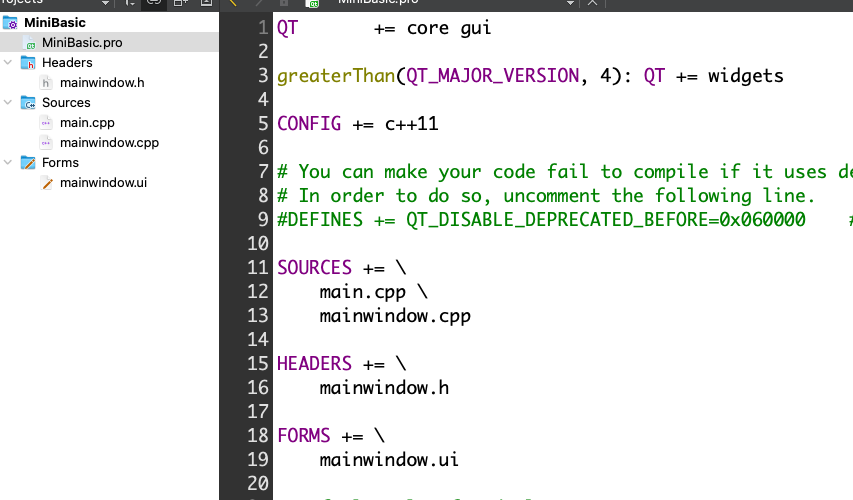 MiniBasic
MiniBasic.pro
Headers
mainwindow.h
Sources
main.cpp
mainwindow.cpp
Forms
mainwindow.ui
MiniBasic.pro
1 QT       += core gui
2
3 greaterThan(QT_MAJOR_VERSION, 4): QT += widgets
4
5 CONFIG += c++11
6
7 # You can make your code fail to compile if it uses de
8 # In order to do so, uncomment the following line.
9 #DEFINES += QT_DISABLE_DEPRECATED_BEFORE=0x060000    #
10
11 SOURCES += \
12     main.cpp \
13     mainwindow.cpp
14
15 HEADERS += \
16     mainwindow.h
17
18 FORMS += \
19     mainwindow.ui
20